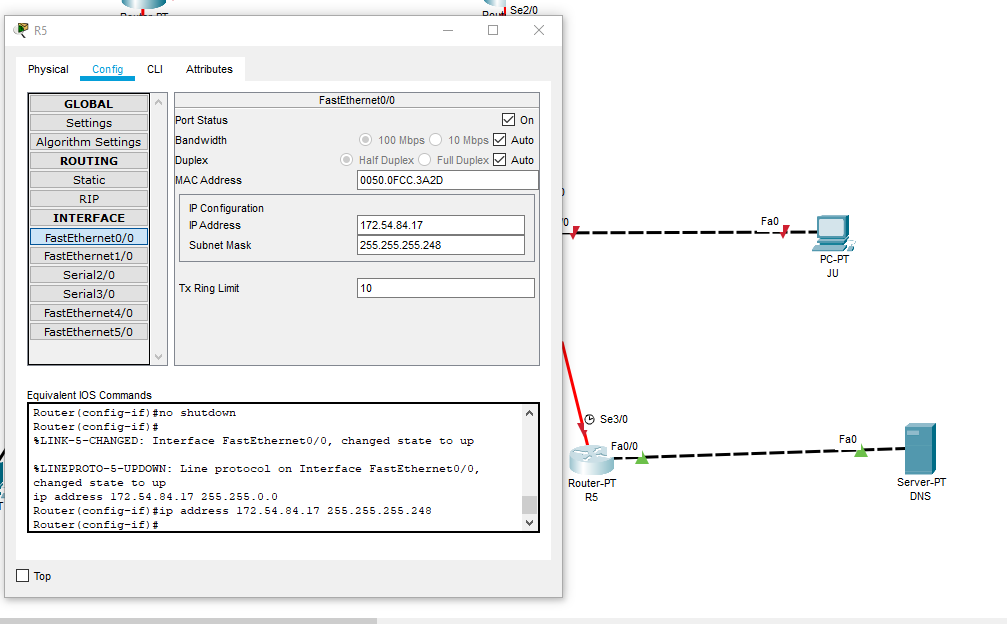 Router-PT
Se2/0
R5
Physical
Config
CLI
Attributes
GLOBAL
Settings
Algorithm Settings
ROUTING
Static
RIP
INTERFACE
FastEthernet0/0
FastEthernet1/0
Serial2/0
Serial3/0
FastEthernet4/0
FastEthernet5/0
FastEthernet0/0
Port Status
On
Bandwidth
100 Mbps
10 Mbps
Auto
Duplex
Half Duplex
Full Duplex
Auto
MAC Address
0050.0FCC.3A2D
IP Configuration
IP Address
172.54.84.17
Subnet Mask
255.255.255.248
Tx Ring Limit
10
Equivalent IOS Commands
Router(config-if)#no shutdown
Router(config-if)#
%LINK-5-CHANGED: Interface FastEthernet0/0, changed state to up
%LINEPROTO-5-UPDOWN: Line protocol on Interface FastEthernet0/0,
changed state to up
ip address 172.54.84.17 255.255.0.0
Router(config-if)#ip address 172.54.84.17 255.255.255.248
Router(config-if)#
Top
/0
Fa0
PC-PT
JU
Se3/0
Fa0/0
Router-PT
R5
Fa0
Server-PT
DNS